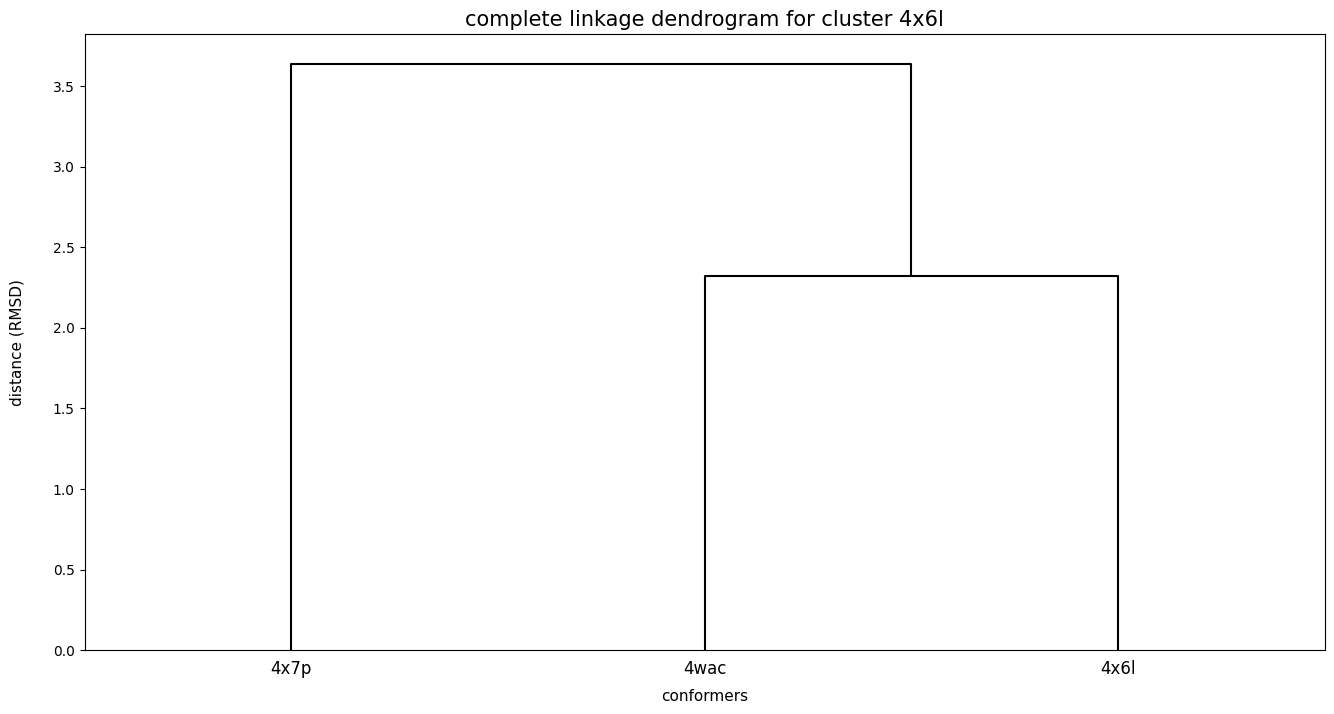 complete linkage dendrogram for cluster 4x6l
3.5
3.0
2.5
2.0
1.5
1.0
0.5
0.0
distance (RMSD)
4x7p 4wac 4x6l
conformers